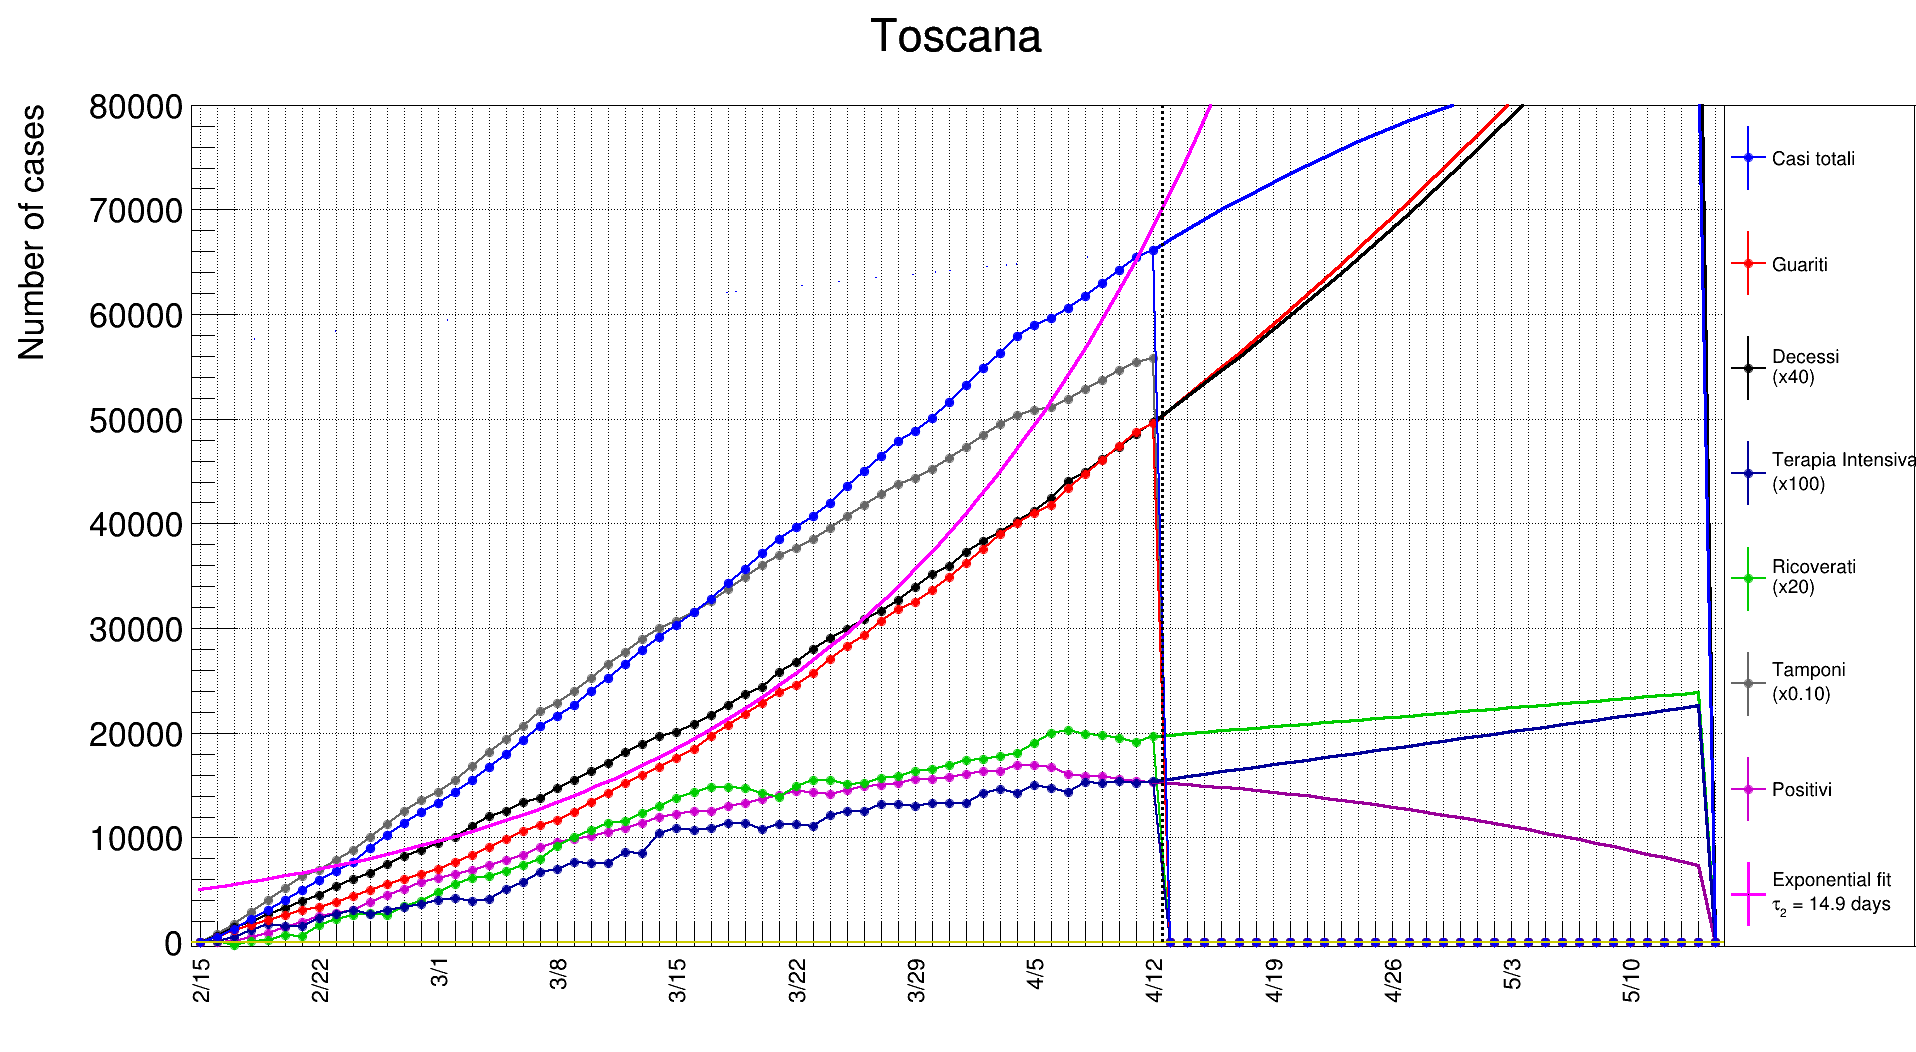 Toscana
Number of cases
80000
70000
60000
50000
40000
30000
20000
10000
0
2/15
2/22
3/1
3/8
3/15
3/22
3/29
4/5
4/12
4/19
4/26
5/3
5/10
Casi totali
Guariti
Decessi
(x40)
Terapia Intensiva
(x100)
Ricoverati
(x20)
Tamponi
(x0.10)
Positivi
Exponential fit
τ₂ = 14.9 days